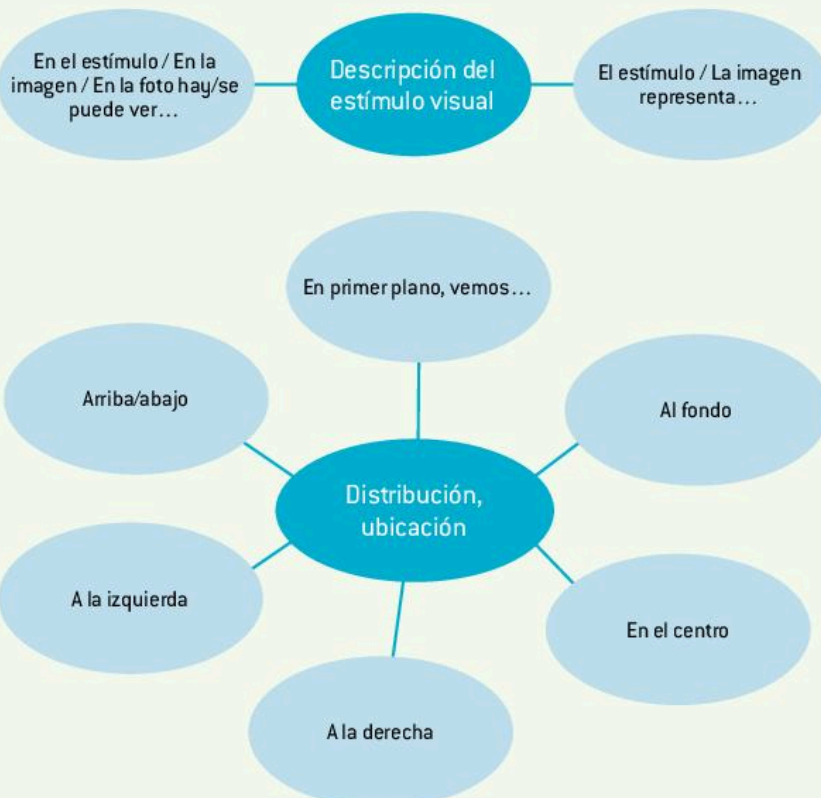 En el estímulo / En la
imagen / En la foto hay/se
puede ver...
Descripción del
estímulo visual
El estímulo / La imagen
representa...
En primer plano, vemos...
Arriba/abajo
Al fondo
Distribución,
ubicación
A la izquierda
En el centro
A la derecha